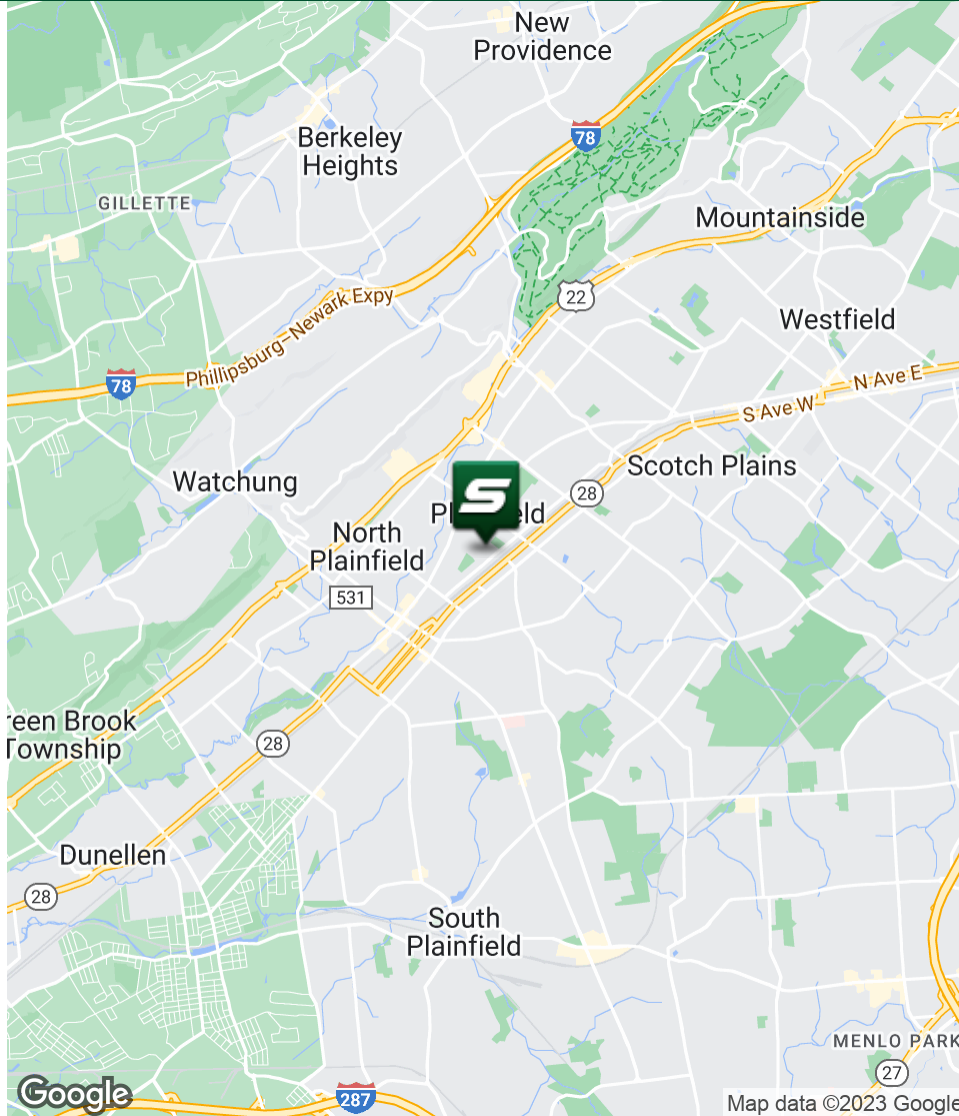 New
Providence
78
Berkeley
Heights
GILLETTE
Mountainside
22
Phillipsburg–Newark Expy
Westfield
78
N Ave E
S Ave W
Scotch Plains
Watchung
28
S
North
Plainfield
531
reen Brook
Township
28
Dunellen
28
South
Plainfield
MENLO PARK
27
Google
287
Map data ©2023 Google